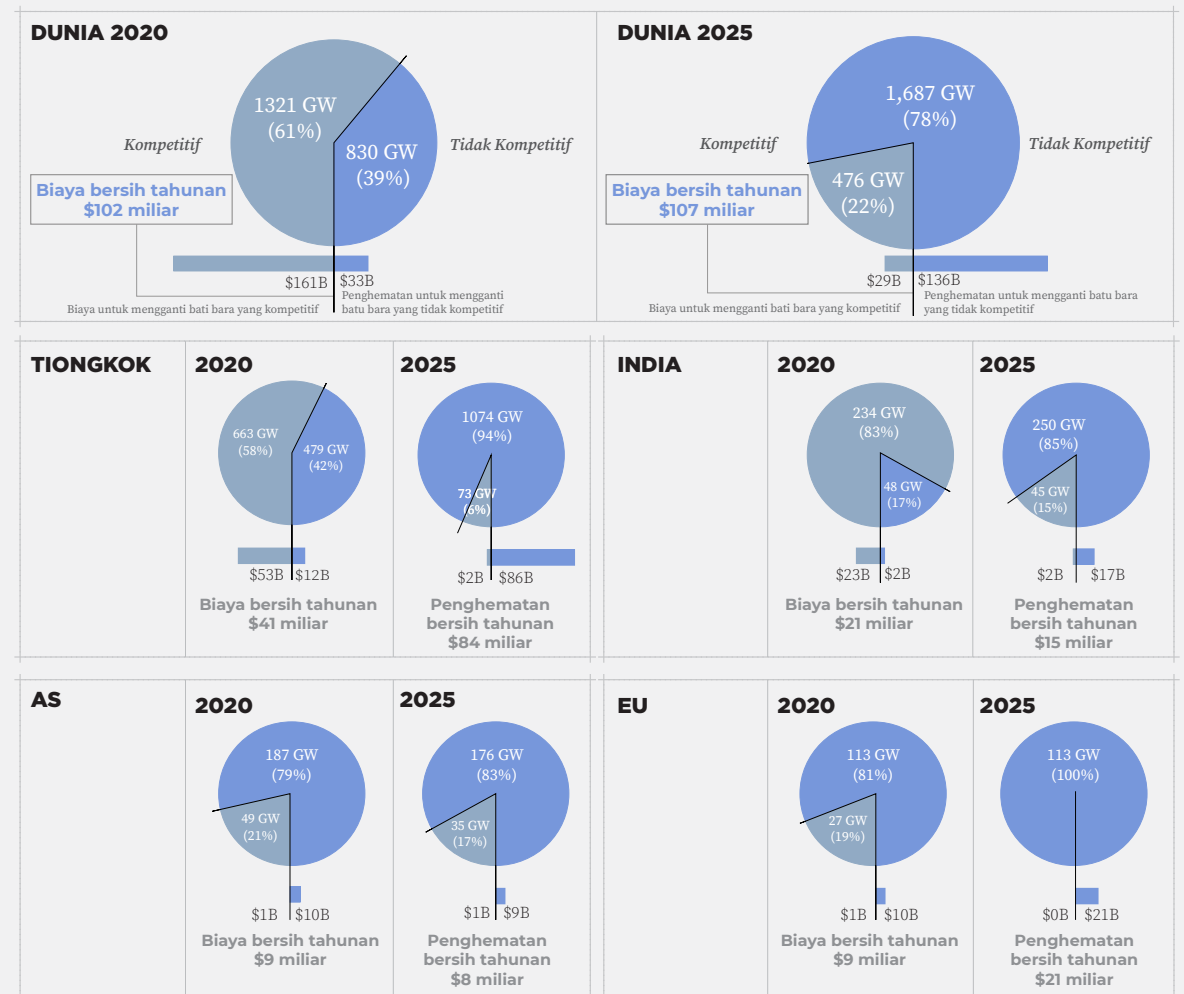 DUNIA 2020
1321 GW
(61%)
830 GW
(39%)
Kompetitif
Tidak Kompetitif
Biaya bersih tahunan
$102 miliar
$161B
$33B
Biaya untuk mengganti bati bara yang kompetitif
Penghematan untuk mengganti
batu bara yang tidak kompetitif
DUNIA 2025
1,687 GW
(78%)
Kompetitif
Tidak Kompetitif
476 GW
(22%)
Biaya bersih tahunan
$107 miliar
$29B
$136B
Biaya untuk mengganti bati bara yang kompetitif
Penghematan untuk mengganti batu bara
yang tidak kompetitif
TIONGKOK
2020
663 GW
(58%)
479 GW
(42%)
$53B
$12B
Biaya bersih tahunan
$41 miliar
2025
1074 GW
(94%)
73 GW
(6%)
$2B
$86B
Penghematan
bersih tahunan
$84 miliar
INDIA
2020
234 GW
(83%)
48 GW
(17%)
$23B
$2B
Biaya bersih tahunan
$21 miliar
2025
250 GW
(85%)
45 GW
(15%)
$2B
$17B
Penghematan
bersih tahunan
$15 miliar
AS
2020
187 GW
(79%)
49 GW
(21%)
$1B
$10B
Biaya bersih tahunan
$9 miliar
2025
176 GW
(83%)
35 GW
(17%)
$1B
$9B
Penghematan
bersih tahunan
$8 miliar
EU
2020
113 GW
(81%)
27 GW
(19%)
$1B
$10B
Biaya bersih tahunan
$9 miliar
2025
113 GW
(100%)
$0B
$21B
Penghematan
bersih tahunan
$21 miliar